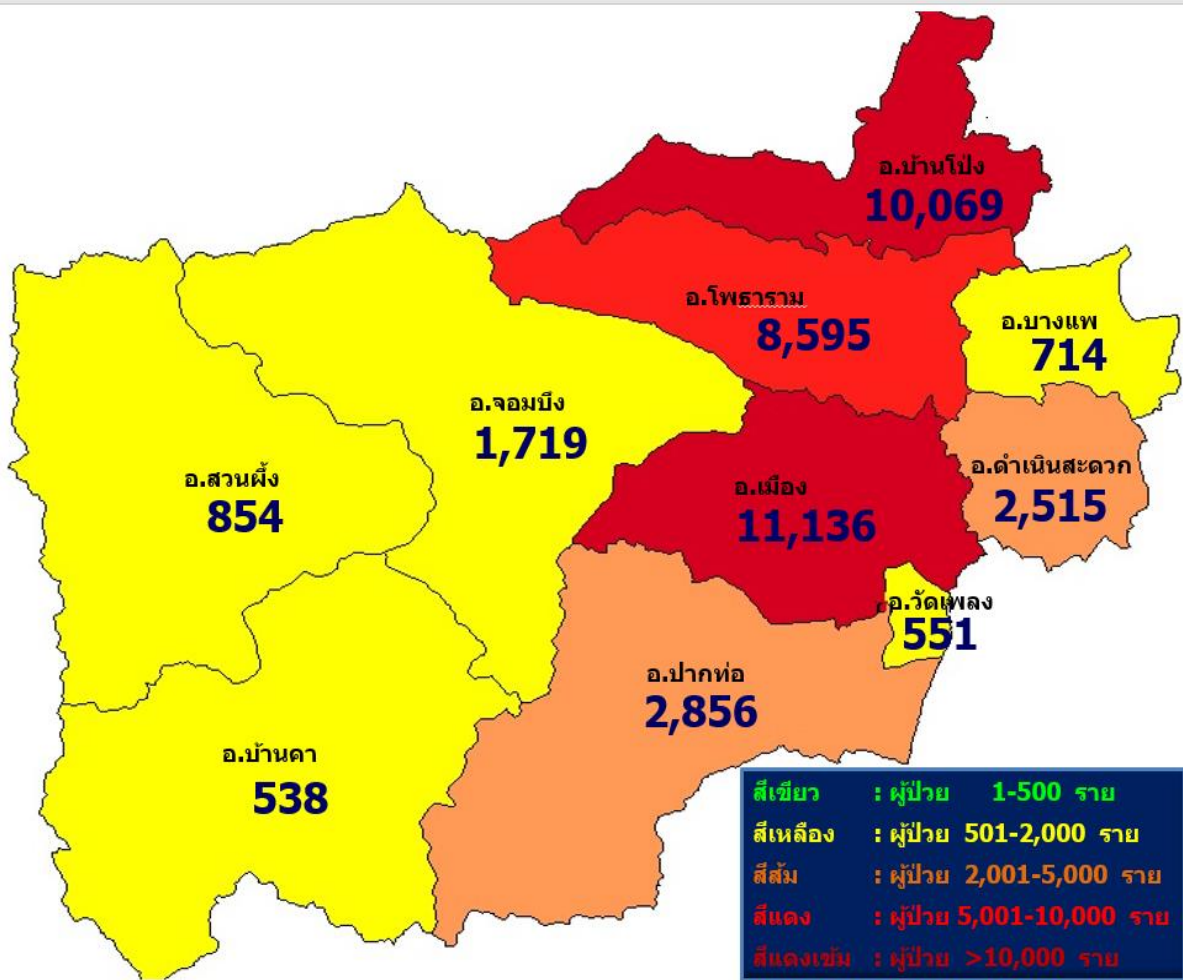 อ.บ้านโป่ง
10,069
อ.โพธาราม
8,595
อ.บางแพ
714
อ.จอมบึง
1,719
อ.ดำเนินสะดวก
2,515
อ.สวนผึ้ง
854
อ.เมือง
11,136
อ.วัดเพลง
551
อ.ปากท่อ
2,856
อ.บ้านคา
538
สีเขียว : ผู้ป่วย 1-500 ราย
สีเหลือง : ผู้ป่วย 501-2,000 ราย
สีส้ม : ผู้ป่วย 2,001-5,000 ราย
สีแดง : ผู้ป่วย 5,001-10,000 ราย
สีแดงเข้ม : ผู้ป่วย >10,000 ราย